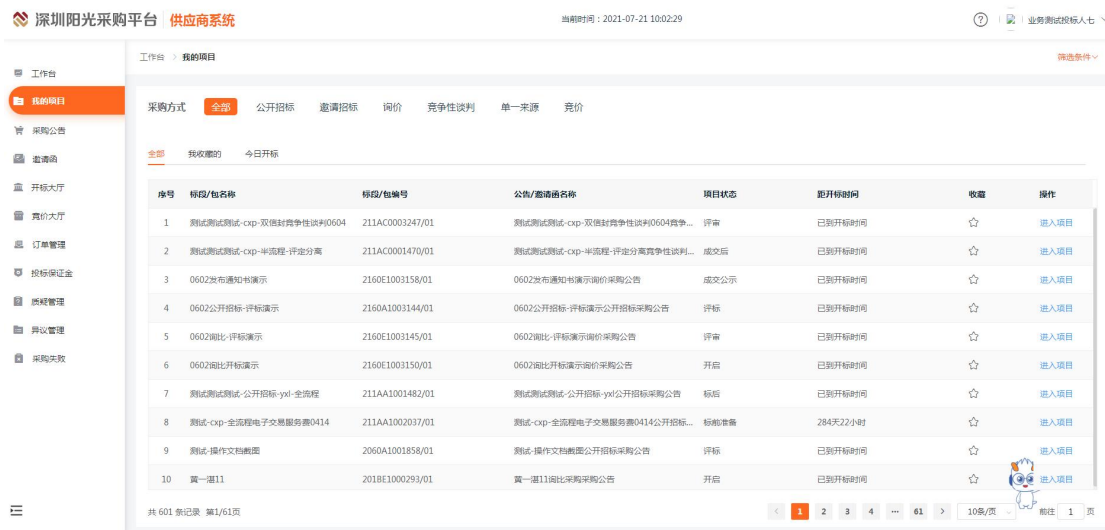 深圳阳光采购平台 供应商系统 当前时间：2021-07-21 10:02:29 业务测试投标人七
工作台 > 我的项目 筛选条件
工作台
我的项目
采购公告
邀请函
开标大厅
竞价大厅
订单管理
投标保证金
质疑管理
异议管理
采购失败
采购方式 全部 公开招标 邀请招标 询价 竞争性谈判 单一来源 竞价
全部 我收藏的 今日开标
序号 标段/包名称 标段/包编号 公告/邀请函名称 项目状态 距开标时间 收藏 操作
1 测试测试测试-cxp-双信封竞争性谈判0604 211AC0003247/01 测试测试测试-cxp-双信封竞争性谈判0604竞争... 评审 已到开标时间 进入项目
2 测试测试测试-cxp-半流程-评定分离 211AC0001470/01 测试测试测试-cxp-半流程-评定分离竞争性谈判... 成交后 已到开标时间 进入项目
3 0602发布通知书演示 2160E1003158/01 0602发布通知书演示询价采购公告 成交公示 已到开标时间 进入项目
4 0602公开招标-评标演示 2160A1003144/01 0602公开招标-评标演示公开招标采购公告 评标 已到开标时间 进入项目
5 0602询比-评标演示 2160E1003145/01 0602询比-评标演示询价采购公告 评审 已到开标时间 进入项目
6 0602询比开标演示 2160E1003150/01 0602询比开标演示询价采购公告 开启 已到开标时间 进入项目
7 测试测试测试-公开招标-yxl-全流程 211AA1001482/01 测试测试测试-公开招标-yxl公开招标采购公告 标后 已到开标时间 进入项目
8 测试-cxp-全流程电子交易服务费0414 211AA1002037/01 测试-cxp-全流程电子交易服务费0414公开招标... 标前准备 284天22小时 进入项目
9 测试-操作文档截图 2060A1001858/01 测试-操作文档截图公开招标采购公告 评标 已到开标时间 进入项目
10 黄一湛11 201BE1000293/01 黄一湛11询比采购采购公告 开启 已到开标时间 进入项目
共 601 条记录 第1/61页 < 1 2 3 4 ... 61 > 10条/页 前往 1 页